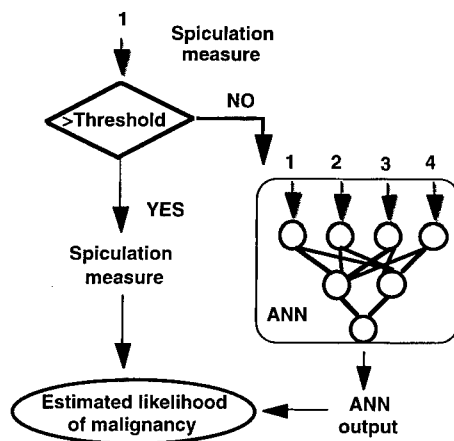 1
Spiculation
measure
>Threshold
NO
1 2 3 4
YES
Spiculation
measure
ANN
Estimated likelihood
of malignancy
ANN
output